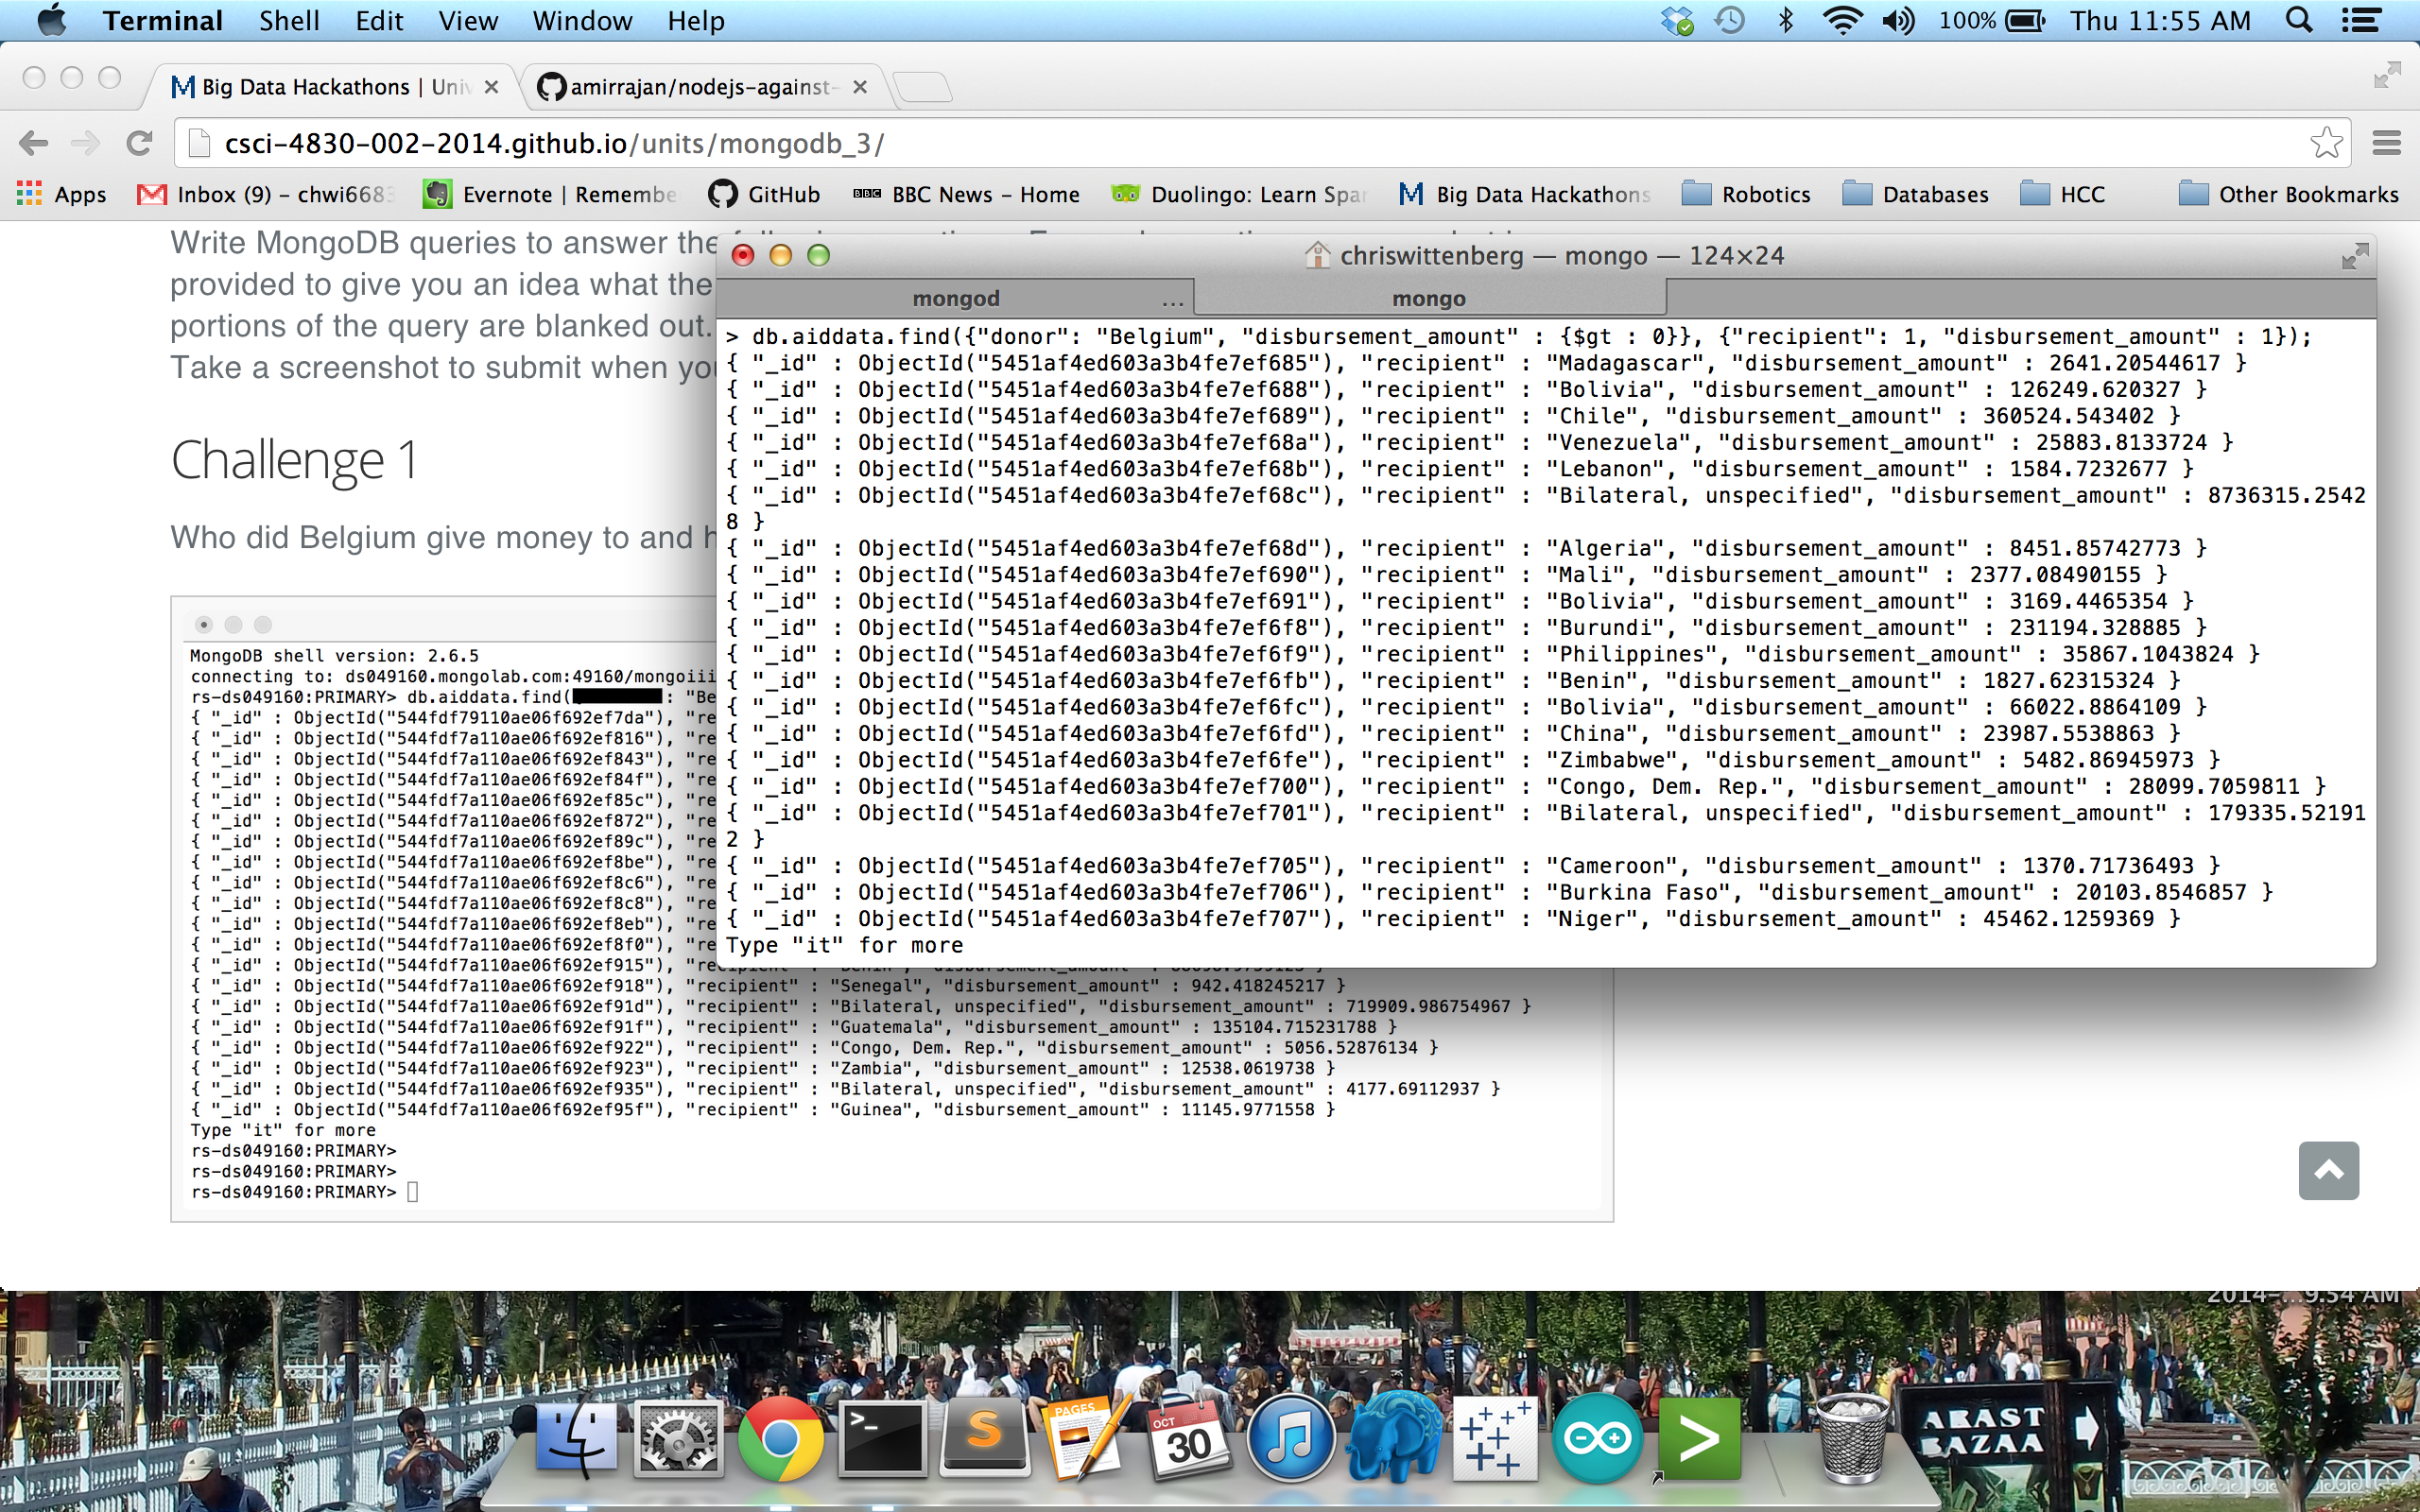 Terminal Shell Edit View Window Help 100% Thu 11:55 AM
Big Data Hackathons | Univ amirrajan/nodejs-against-
csci-4830-002-2014.github.io/units/mongodb_3/
Apps Inbox (9) – chwi6683 Evernote | Remembe GitHub BBC BBC News – Home Duolingo: Learn Spa Big Data Hackathons Robotics Databases HCC Other Bookmarks
Write MongoDB queries to answer the
provided to give you an idea what the
portions of the query are blanked out.
Take a screenshot to submit when yo
Challenge 1
Who did Belgium give money to and h
MongoDB shell version: 2.6.5
connecting to: ds049160.mongolab.com:49160/mongoiii
rs-ds049160:PRIMARY> db.aiddata.find( : "Be
{ "_id" : ObjectId("544fdf79110ae06f692ef7da"), "re
{ "_id" : ObjectId("544fdf7a110ae06f692ef816"), "re
{ "_id" : ObjectId("544fdf7a110ae06f692ef843"), "re
{ "_id" : ObjectId("544fdf7a110ae06f692ef84f"), "re
{ "_id" : ObjectId("544fdf7a110ae06f692ef85c"), "re
{ "_id" : ObjectId("544fdf7a110ae06f692ef872"), "re
{ "_id" : ObjectId("544fdf7a110ae06f692ef89c"), "re
{ "_id" : ObjectId("544fdf7a110ae06f692ef8be"), "re
{ "_id" : ObjectId("544fdf7a110ae06f692ef8c6"), "re
{ "_id" : ObjectId("544fdf7a110ae06f692ef8c8"), "re
{ "_id" : ObjectId("544fdf7a110ae06f692ef8eb"), "re
{ "_id" : ObjectId("544fdf7a110ae06f692ef8f0"), "re
{ "_id" : ObjectId("544fdf7a110ae06f692ef915"), "re
{ "_id" : ObjectId("544fdf7a110ae06f692ef918"), "recipient" : "Senegal", "disbursement_amount" : 942.418245217 }
{ "_id" : ObjectId("544fdf7a110ae06f692ef91d"), "recipient" : "Bilateral, unspecified", "disbursement_amount" : 719909.986754967 }
{ "_id" : ObjectId("544fdf7a110ae06f692ef91f"), "recipient" : "Guatemala", "disbursement_amount" : 135104.715231788 }
{ "_id" : ObjectId("544fdf7a110ae06f692ef922"), "recipient" : "Congo, Dem. Rep.", "disbursement_amount" : 5056.52876134 }
{ "_id" : ObjectId("544fdf7a110ae06f692ef923"), "recipient" : "Zambia", "disbursement_amount" : 12538.0619738 }
{ "_id" : ObjectId("544fdf7a110ae06f692ef935"), "recipient" : "Bilateral, unspecified", "disbursement_amount" : 4177.69112937 }
{ "_id" : ObjectId("544fdf7a110ae06f692ef95f"), "recipient" : "Guinea", "disbursement_amount" : 11145.9771558 }
Type "it" for more
rs-ds049160:PRIMARY>
rs-ds049160:PRIMARY>
rs-ds049160:PRIMARY>
chriswittenberg — mongo — 124×24
mongod ... mongo
> db.aiddata.find({"donor": "Belgium", "disbursement_amount" : {$gt : 0}}, {"recipient": 1, "disbursement_amount" : 1});
{ "_id" : ObjectId("5451af4ed603a3b4fe7ef685"), "recipient" : "Madagascar", "disbursement_amount" : 2641.20544617 }
{ "_id" : ObjectId("5451af4ed603a3b4fe7ef688"), "recipient" : "Bolivia", "disbursement_amount" : 126249.620327 }
{ "_id" : ObjectId("5451af4ed603a3b4fe7ef689"), "recipient" : "Chile", "disbursement_amount" : 360524.543402 }
{ "_id" : ObjectId("5451af4ed603a3b4fe7ef68a"), "recipient" : "Venezuela", "disbursement_amount" : 25883.8133724 }
{ "_id" : ObjectId("5451af4ed603a3b4fe7ef68b"), "recipient" : "Lebanon", "disbursement_amount" : 1584.7232677 }
{ "_id" : ObjectId("5451af4ed603a3b4fe7ef68c"), "recipient" : "Bilateral, unspecified", "disbursement_amount" : 8736315.2542
8 }
{ "_id" : ObjectId("5451af4ed603a3b4fe7ef68d"), "recipient" : "Algeria", "disbursement_amount" : 8451.85742773 }
{ "_id" : ObjectId("5451af4ed603a3b4fe7ef690"), "recipient" : "Mali", "disbursement_amount" : 2377.08490155 }
{ "_id" : ObjectId("5451af4ed603a3b4fe7ef691"), "recipient" : "Bolivia", "disbursement_amount" : 3169.4465354 }
{ "_id" : ObjectId("5451af4ed603a3b4fe7ef6f8"), "recipient" : "Burundi", "disbursement_amount" : 231194.328885 }
{ "_id" : ObjectId("5451af4ed603a3b4fe7ef6f9"), "recipient" : "Philippines", "disbursement_amount" : 35867.1043824 }
{ "_id" : ObjectId("5451af4ed603a3b4fe7ef6fb"), "recipient" : "Benin", "disbursement_amount" : 1827.62315324 }
{ "_id" : ObjectId("5451af4ed603a3b4fe7ef6fc"), "recipient" : "Bolivia", "disbursement_amount" : 66022.8864109 }
{ "_id" : ObjectId("5451af4ed603a3b4fe7ef6fd"), "recipient" : "China", "disbursement_amount" : 23987.5538863 }
{ "_id" : ObjectId("5451af4ed603a3b4fe7ef6fe"), "recipient" : "Zimbabwe", "disbursement_amount" : 5482.86945973 }
{ "_id" : ObjectId("5451af4ed603a3b4fe7ef700"), "recipient" : "Congo, Dem. Rep.", "disbursement_amount" : 28099.7059811 }
{ "_id" : ObjectId("5451af4ed603a3b4fe7ef701"), "recipient" : "Bilateral, unspecified", "disbursement_amount" : 179335.52191
2 }
{ "_id" : ObjectId("5451af4ed603a3b4fe7ef705"), "recipient" : "Cameroon", "disbursement_amount" : 1370.71736493 }
{ "_id" : ObjectId("5451af4ed603a3b4fe7ef706"), "recipient" : "Burkina Faso", "disbursement_amount" : 20103.8546857 }
{ "_id" : ObjectId("5451af4ed603a3b4fe7ef707"), "recipient" : "Niger", "disbursement_amount" : 45462.1259369 }
Type "it" for more
2014-...9.54 AM
PAGES
OCT
30
ARAST
BAZAA